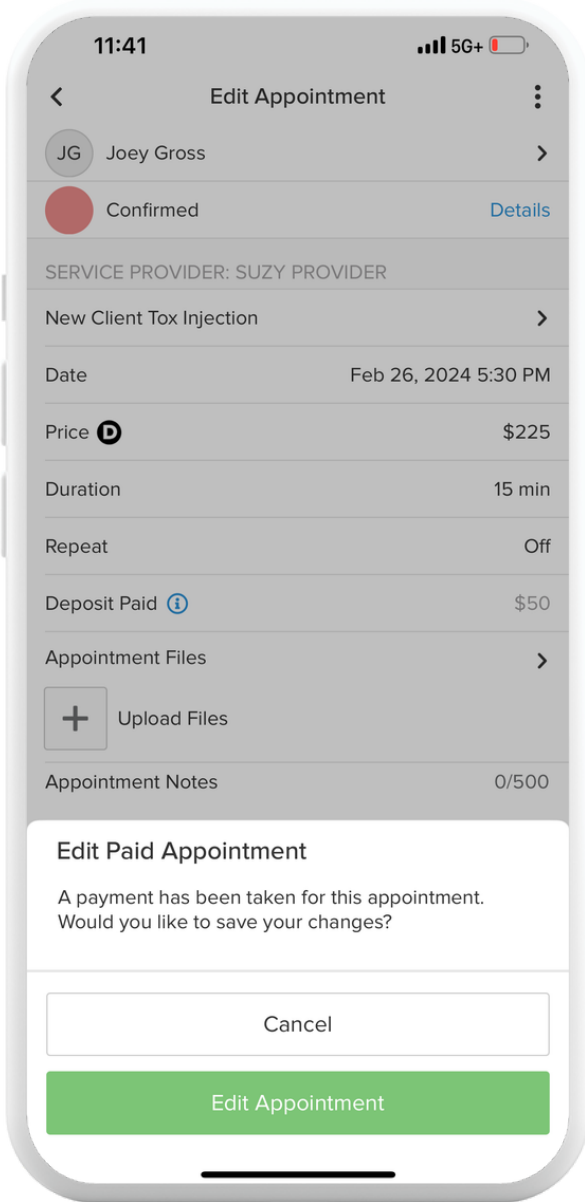 11:41 5G+
Edit Appointment
JG Joey Gross
Confirmed Details
SERVICE PROVIDER: SUZY PROVIDER
New Client Tox Injection
Date Feb 26, 2024 5:30 PM
Price D $225
Duration 15 min
Repeat Off
Deposit Paid i $50
Appointment Files
Upload Files
Appointment Notes 0/500
Edit Paid Appointment
A payment has been taken for this appointment.
Would you like to save your changes?
Cancel
Edit Appointment